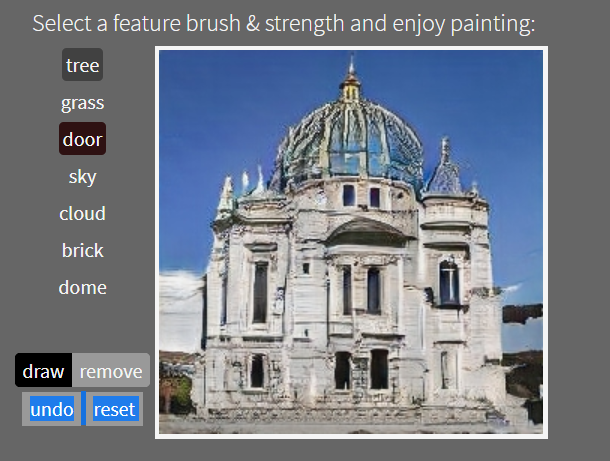 Select a feature brush & strength and enjoy painting:
tree
grass
door
sky
cloud
brick
dome
draw remove
undo reset